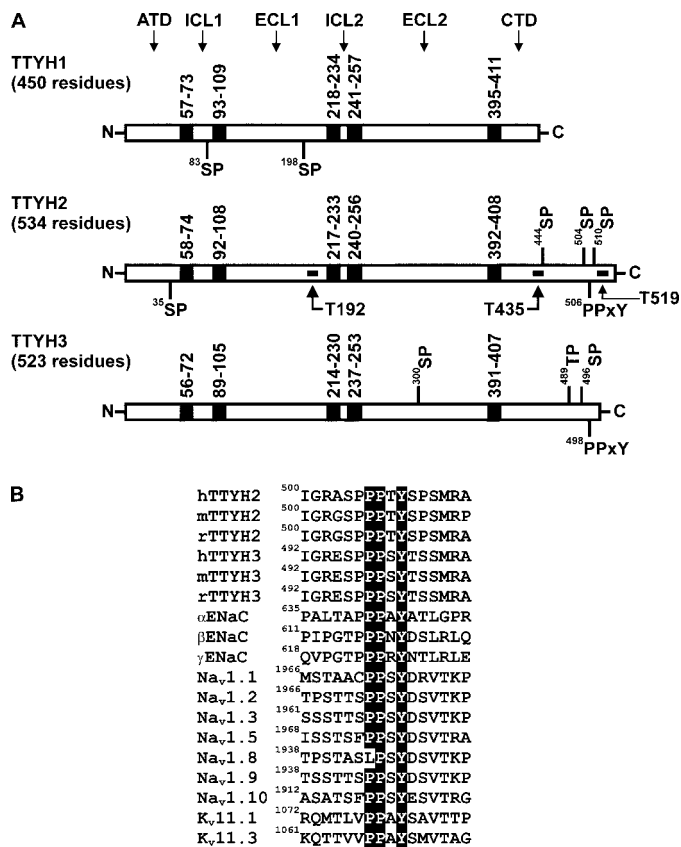 A
ATD ICL1 ECL1 ICL2 ECL2 CTD
TTYH1
(450 residues)
57-73 93-109 218-234 241-257 395-411
N C
83SP 198SP
TTYH2
(534 residues)
58-74 92-108 217-233 240-256 392-408 444SP 504SP 510SP
N C
35SP T192 T435 506PPxY T519
TTYH3
(523 residues)
56-72 89-105 214-230 237-253 300SP 391-407 489TP 496SP
N C
498PPxY
B
hTTYH2 500IGRASPPPTYSPSMRA
mTTYH2 500IGRGSPPPTYSPSMRP
rTTYH2 500IGRGSPPPTYSPSMRA
hTTYH3 492IGRESPPPSYTSSMRA
mTTYH3 492IGRESPPPSYTSSMRA
rTTYH3 492IGRESPPPSYTSSMRA
αENaC 635PALTAPPPAYATLGPR
βENaC 611PIPGTPPPNYDSLRLQ
γENaC 618QVPGTPPPRYNTLRLE
Nav1.1 1966MSTAACPPSYDRVTKP
Nav1.2 1966TPSTTSPPSYDSVTKP
Nav1.3 1961SSSTTSPPSYDSVTKP
Nav1.5 1968ISSTSFPPSYDSVTRA
Nav1.8 1938TPSTASLPSYDSVTKP
Nav1.9 1938TSSTTSPPSYDSVTKP
Nav1.10 1912ASATSFPPSYESVTRG
Kv11.1 1072RQMTLVPPAYSAVTTP
Kv11.3 1061KQTTVVPPAYSMVTAG